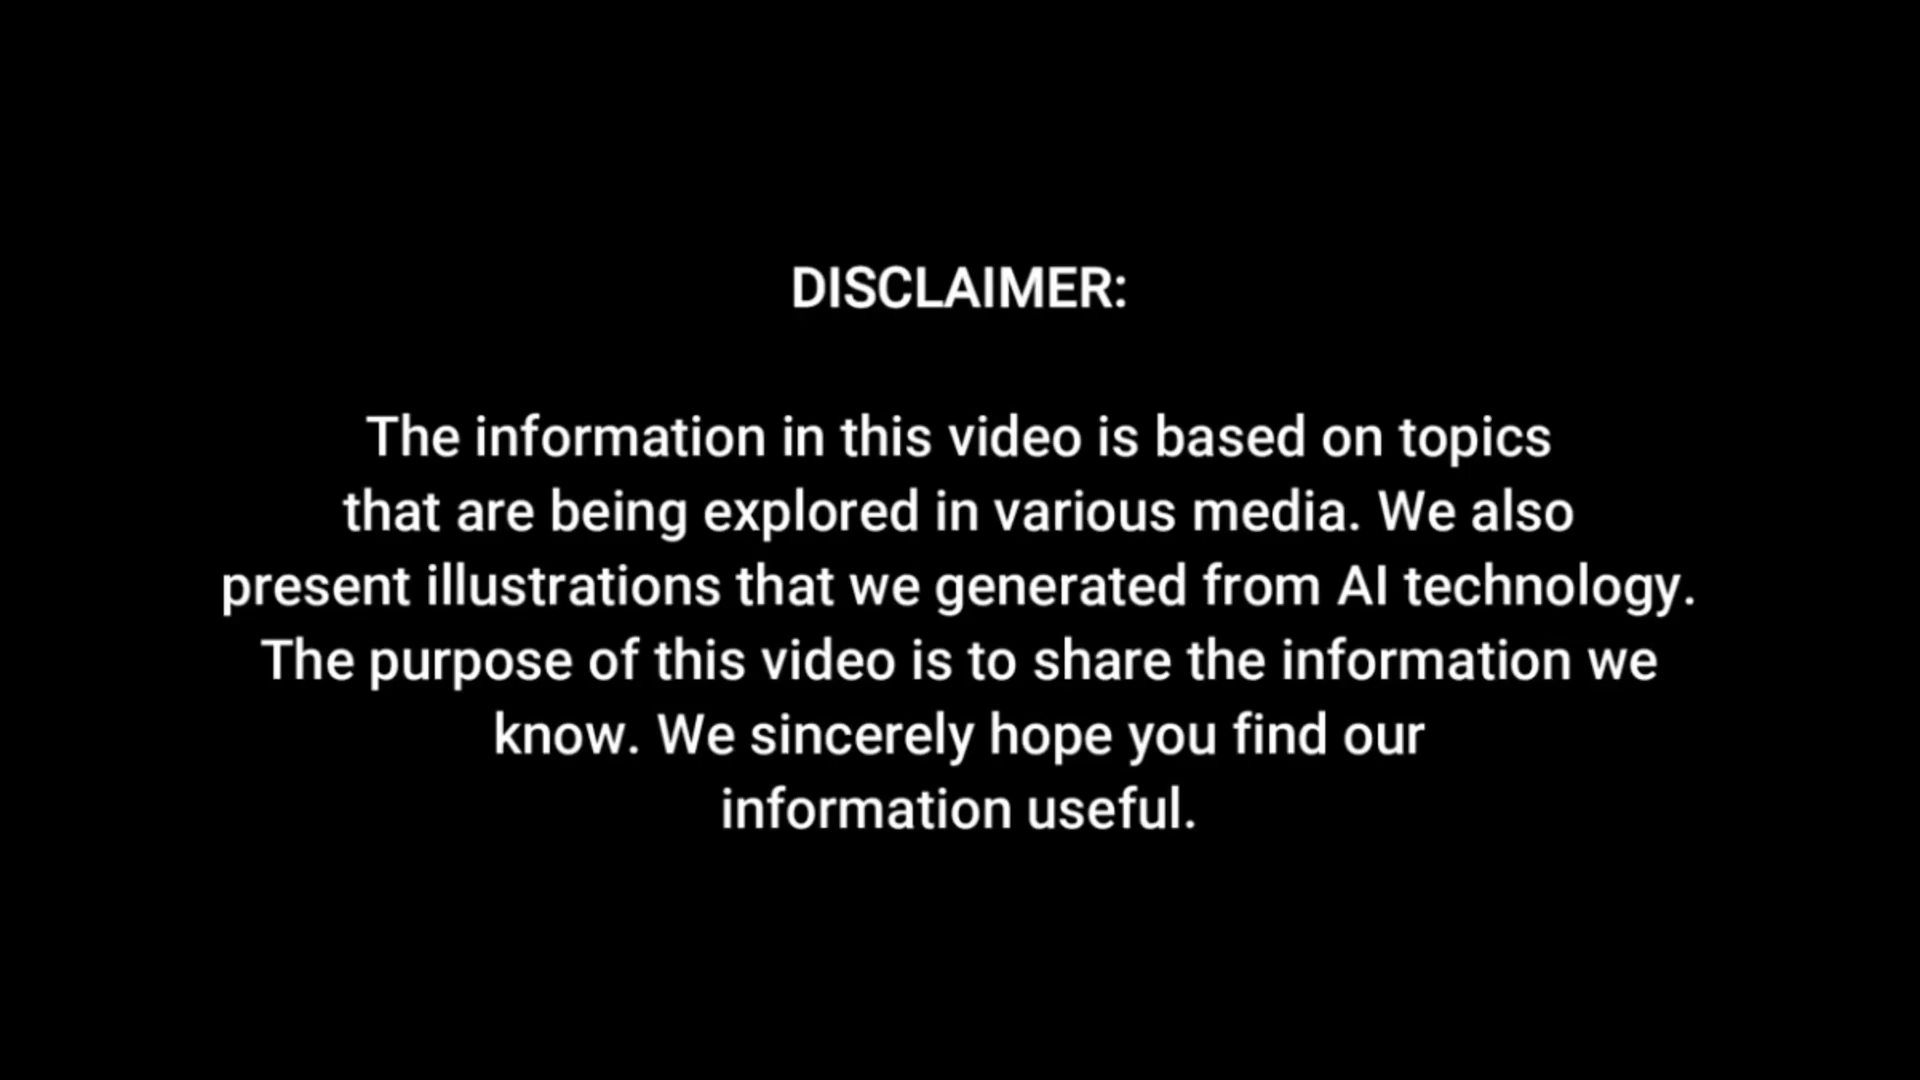 DISCLAIMER:
The information in this video is based on topics
that are being explored in various media. We also
present illustrations that we generated from AI technology.
The purpose of this video is to share the information we
know. We sincerely hope you find our
information useful.